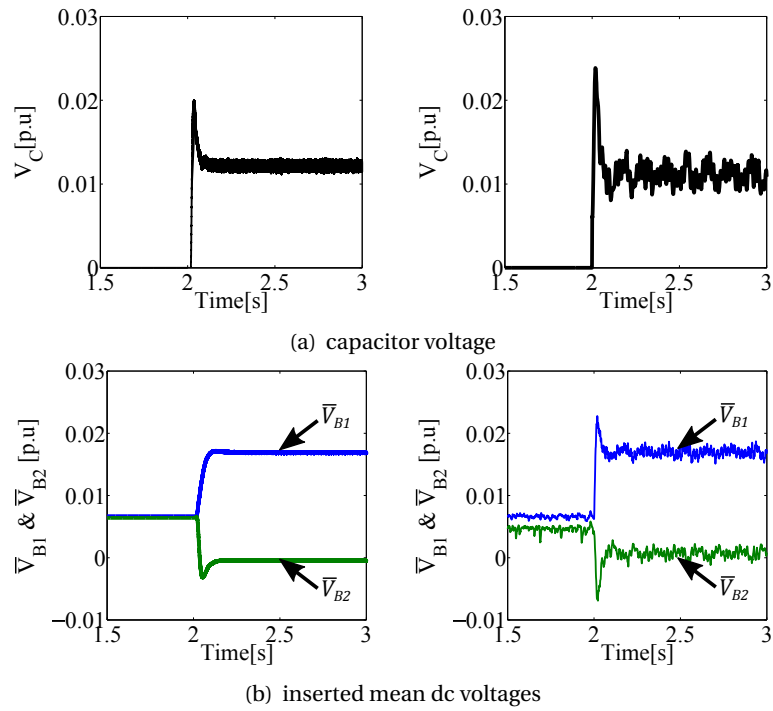 0.03
0.02
0.01
0
V_C[p.u]
1.5 2 2.5 3
Time[s]
0.03
0.02
0.01
0
V_C[p.u]
1.5 2 2.5 3
Time[s]
(a) capacitor voltage
0.03
0.02
0.01
0
−0.01
V̅_B1 & V̅_B2 [p.u]
V̅_B1
V̅_B2
1.5 2 2.5 3
Time[s]
0.03
0.02
0.01
0
−0.01
V̅_B1 & V̅_B2 [p.u]
V̅_B1
V̅_B2
1.5 2 2.5 3
Time[s]
(b) inserted mean dc voltages